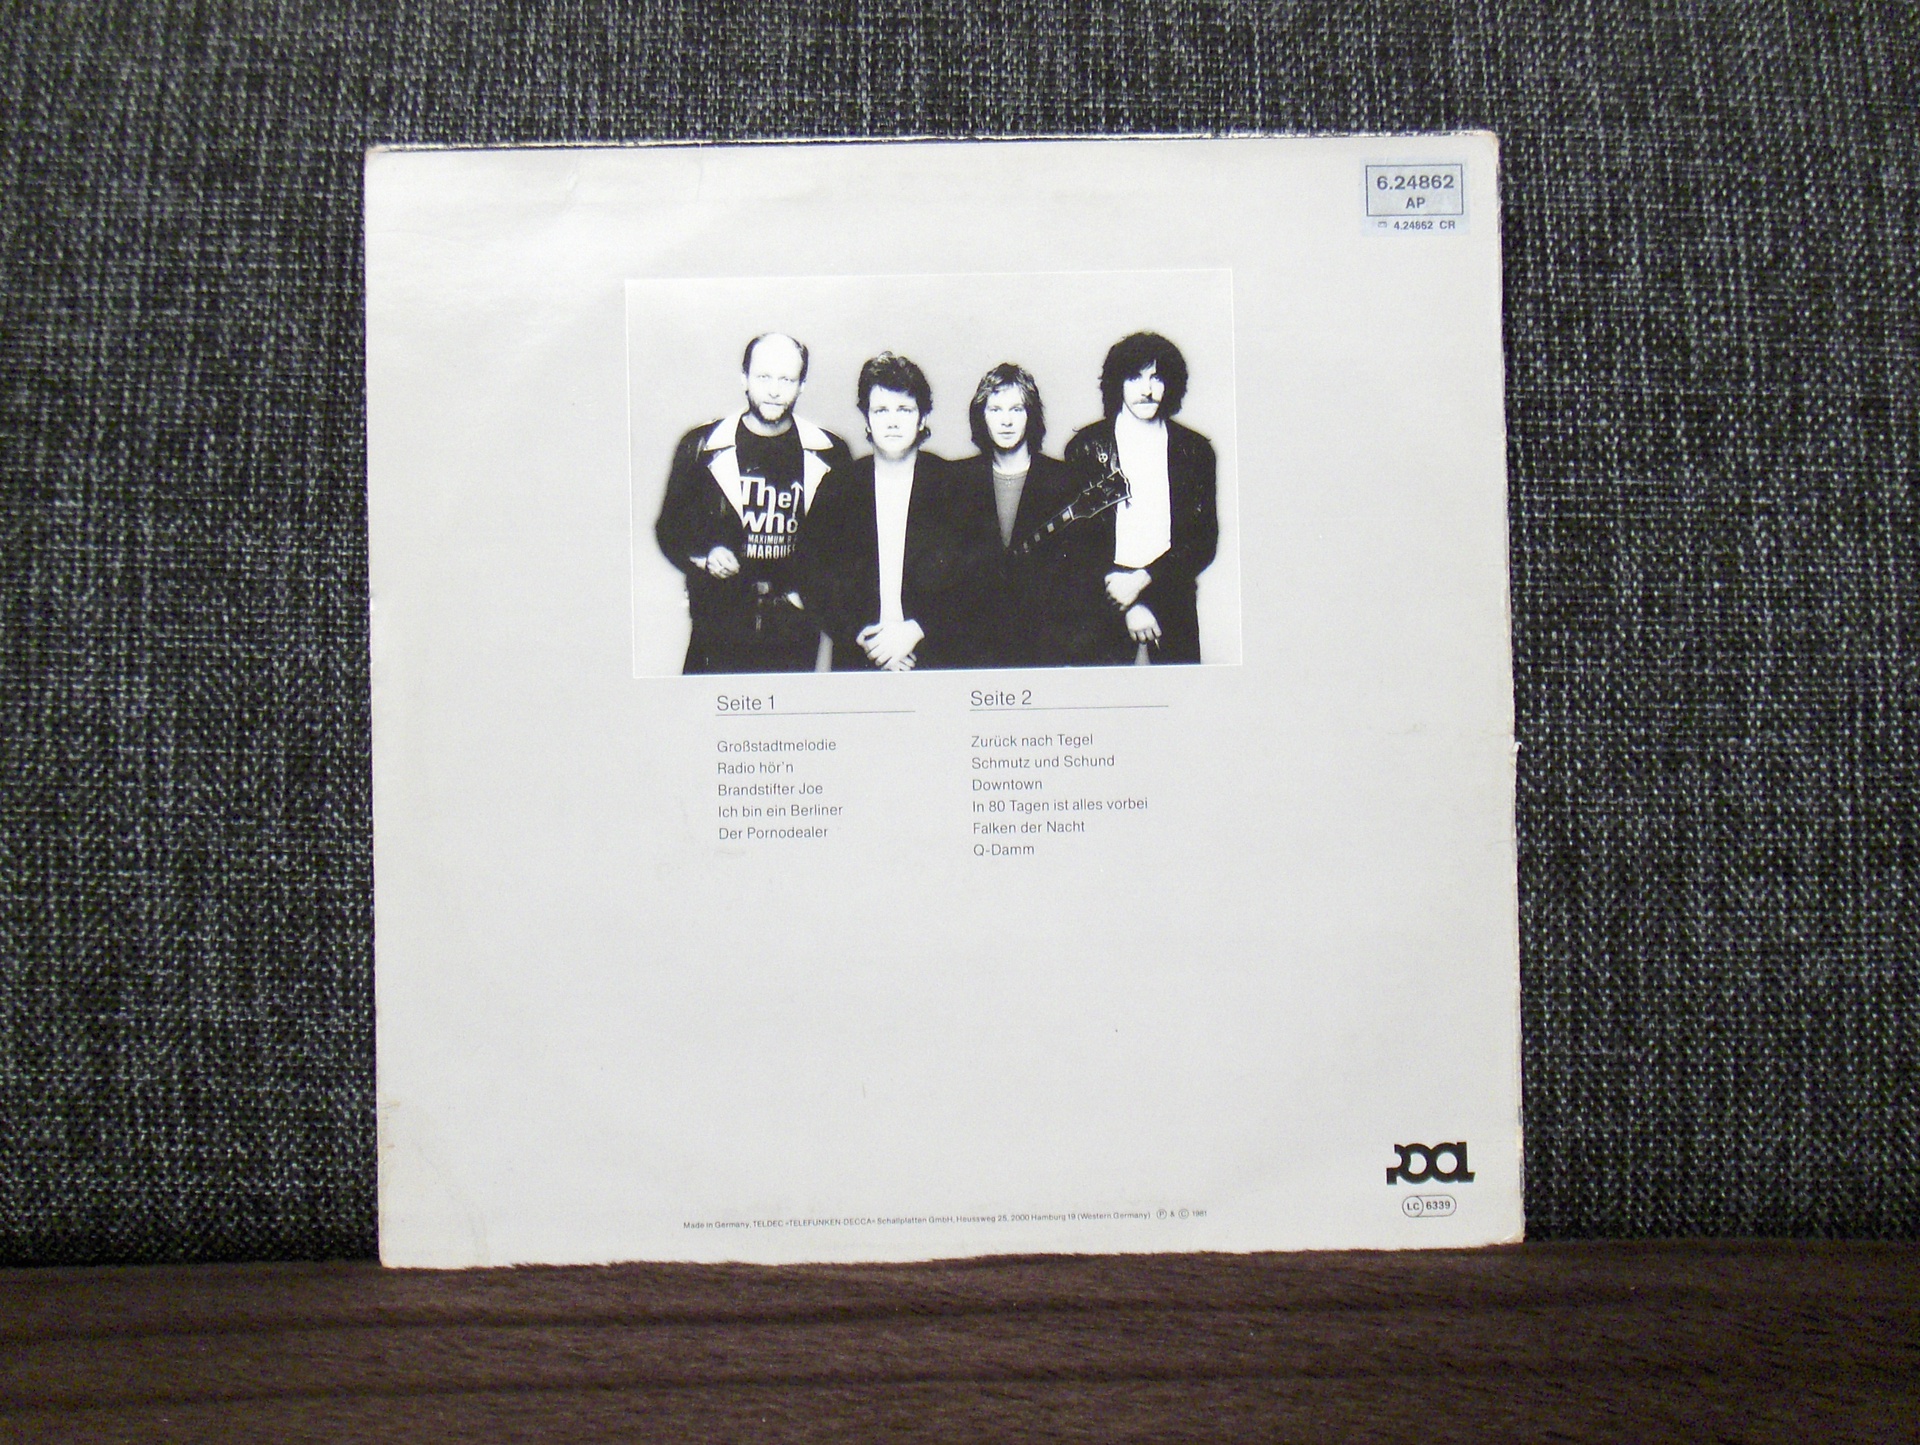 6.24862
AP
4.24862 CR
The
Who
MAXIMUM
MARQUE
Seite 1
Großstadtmelodie
Radio hör'n
Brandstifter Joe
Ich bin ein Berliner
Der Pornodealer
Seite 2
Zurück nach Tegel
Schmutz und Schund
Downtown
In 80 Tagen ist alles vorbei
Falken der Nacht
Q-Damm
pool
LC 6339
Made in Germany, TELDEC »TELEFUNKEN-DECCA« Schallplatten GmbH, Heussweg 25, 2000 Hamburg 19 (Western Germany) Ⓟ & © 1981